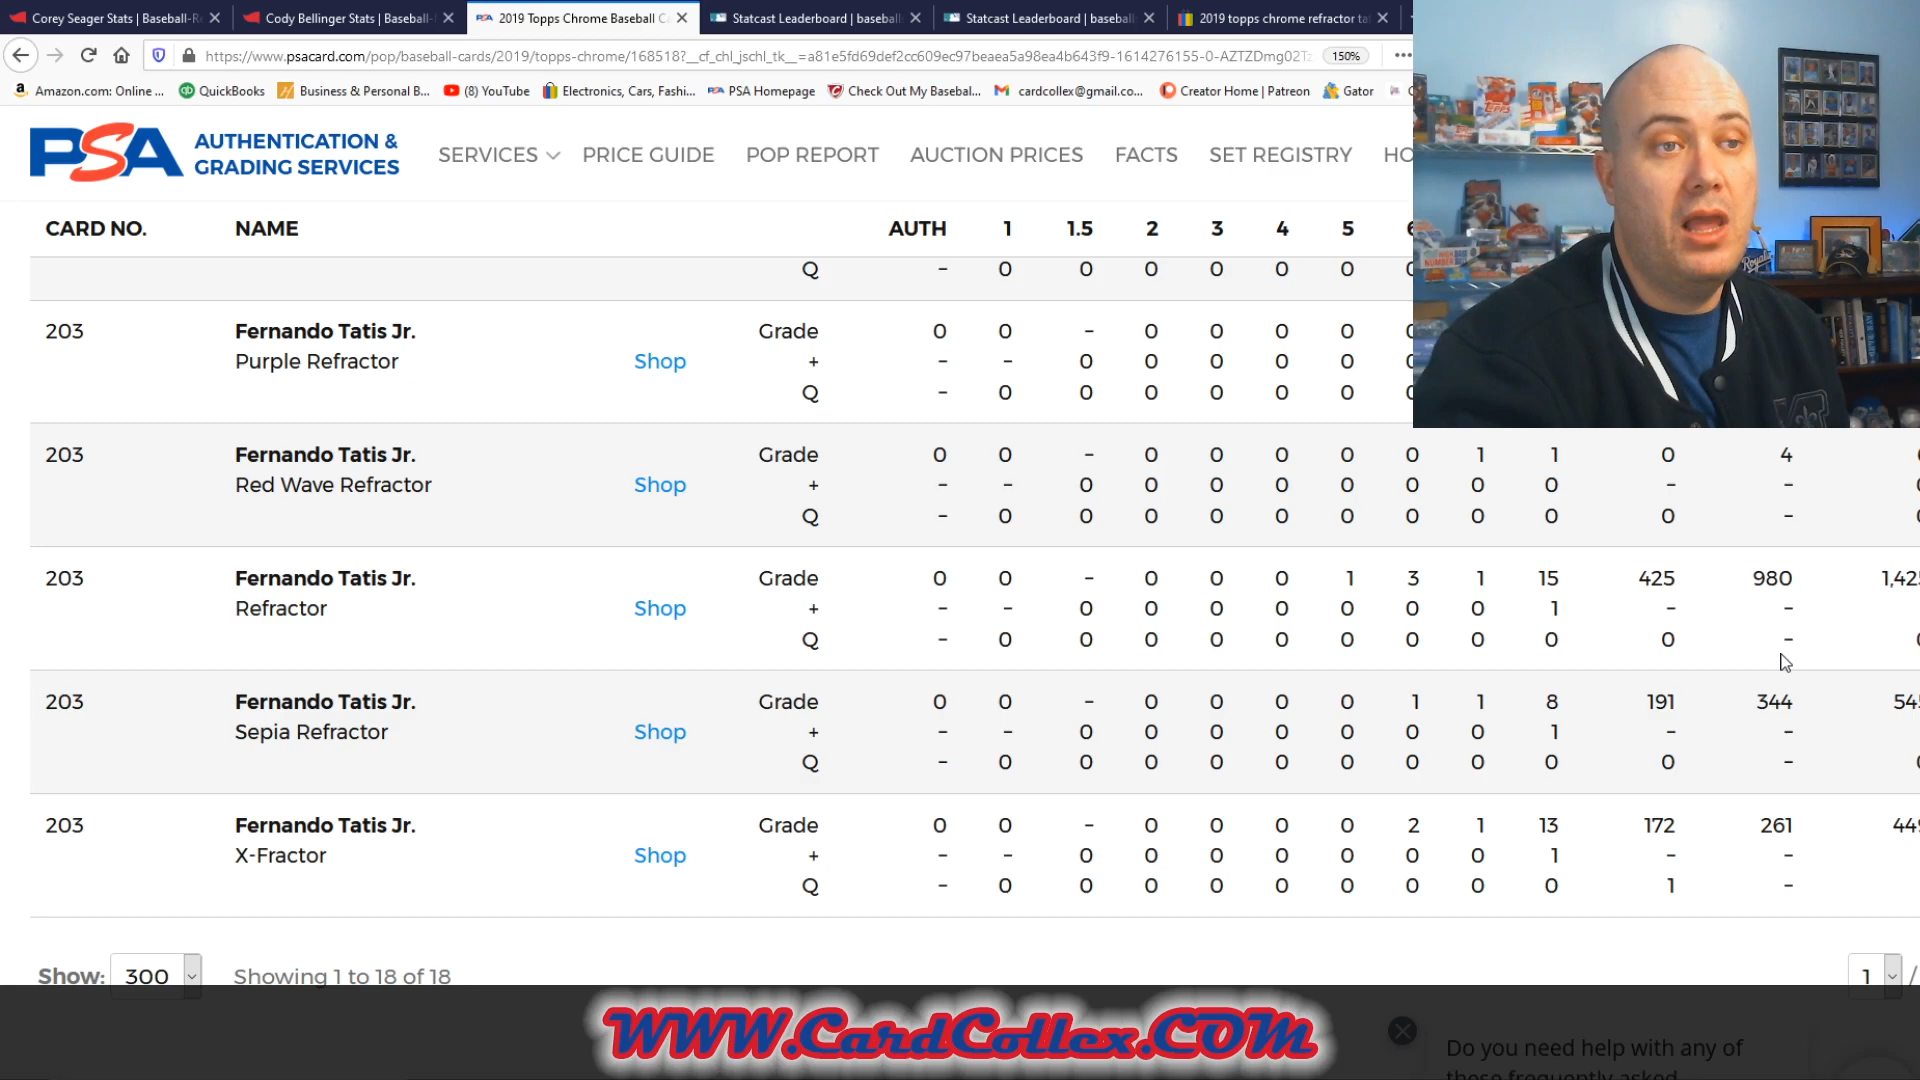 Corey Seager Stats | Baseball-Re
Cody Bellinger Stats | Baseball-
PSA 2019 Topps Chrome Baseball C
Statcast Leaderboard | baseball
Statcast Leaderboard | baseball
2019 topps chrome refractor ta
https://www.psacard.com/pop/baseball-cards/2019/topps-chrome/168518?__cf_chl_jschl_tk__=a81e5fd69def2cc609ec97beaea5a98ea4b643f9-1614276155-0-AZTZDmg02Tz
150%
Amazon.com: Online ...
QuickBooks
Business & Personal B...
(8) YouTube
Electronics, Cars, Fashi...
PSA PSA Homepage
Check Out My Basebal...
cardcollex@gmail.co...
Creator Home | Patreon
Gator
PSA AUTHENTICATION &
GRADING SERVICES
SERVICES PRICE GUIDE POP REPORT AUCTION PRICES FACTS SET REGISTRY HO
CARD NO. NAME AUTH 1 1.5 2 3 4 5
Q - 0 0 0 0 0 0
203 Fernando Tatis Jr. Grade 0 0 - 0 0 0 0
Purple Refractor Shop + - - 0 0 0 0 0
Q - 0 0 0 0 0 0
203 Fernando Tatis Jr. Grade 0 0 - 0 0 0 0 0 1 1 0 4
Red Wave Refractor Shop + - - 0 0 0 0 0 0 0 0 - -
Q - 0 0 0 0 0 0 0 0 0 0 -
203 Fernando Tatis Jr. Grade 0 0 - 0 0 0 1 3 1 15 425 980 1,425
Refractor Shop + - - 0 0 0 0 0 0 0 1 - -
Q - 0 0 0 0 0 0 0 0 0 0 -
203 Fernando Tatis Jr. Grade 0 0 - 0 0 0 0 1 1 8 191 344 545
Sepia Refractor Shop + - - 0 0 0 0 0 0 0 1 - -
Q - 0 0 0 0 0 0 0 0 0 0 -
203 Fernando Tatis Jr. Grade 0 0 - 0 0 0 0 2 1 13 172 261 449
X-Fractor Shop + - - 0 0 0 0 0 0 0 1 - -
Q - 0 0 0 0 0 0 0 0 0 1 -
Show: 300 Showing 1 to 18 of 18 1 /
WWW.CardCollex.COM
Do you need help with any of
these frequently asked
Topps
Royals